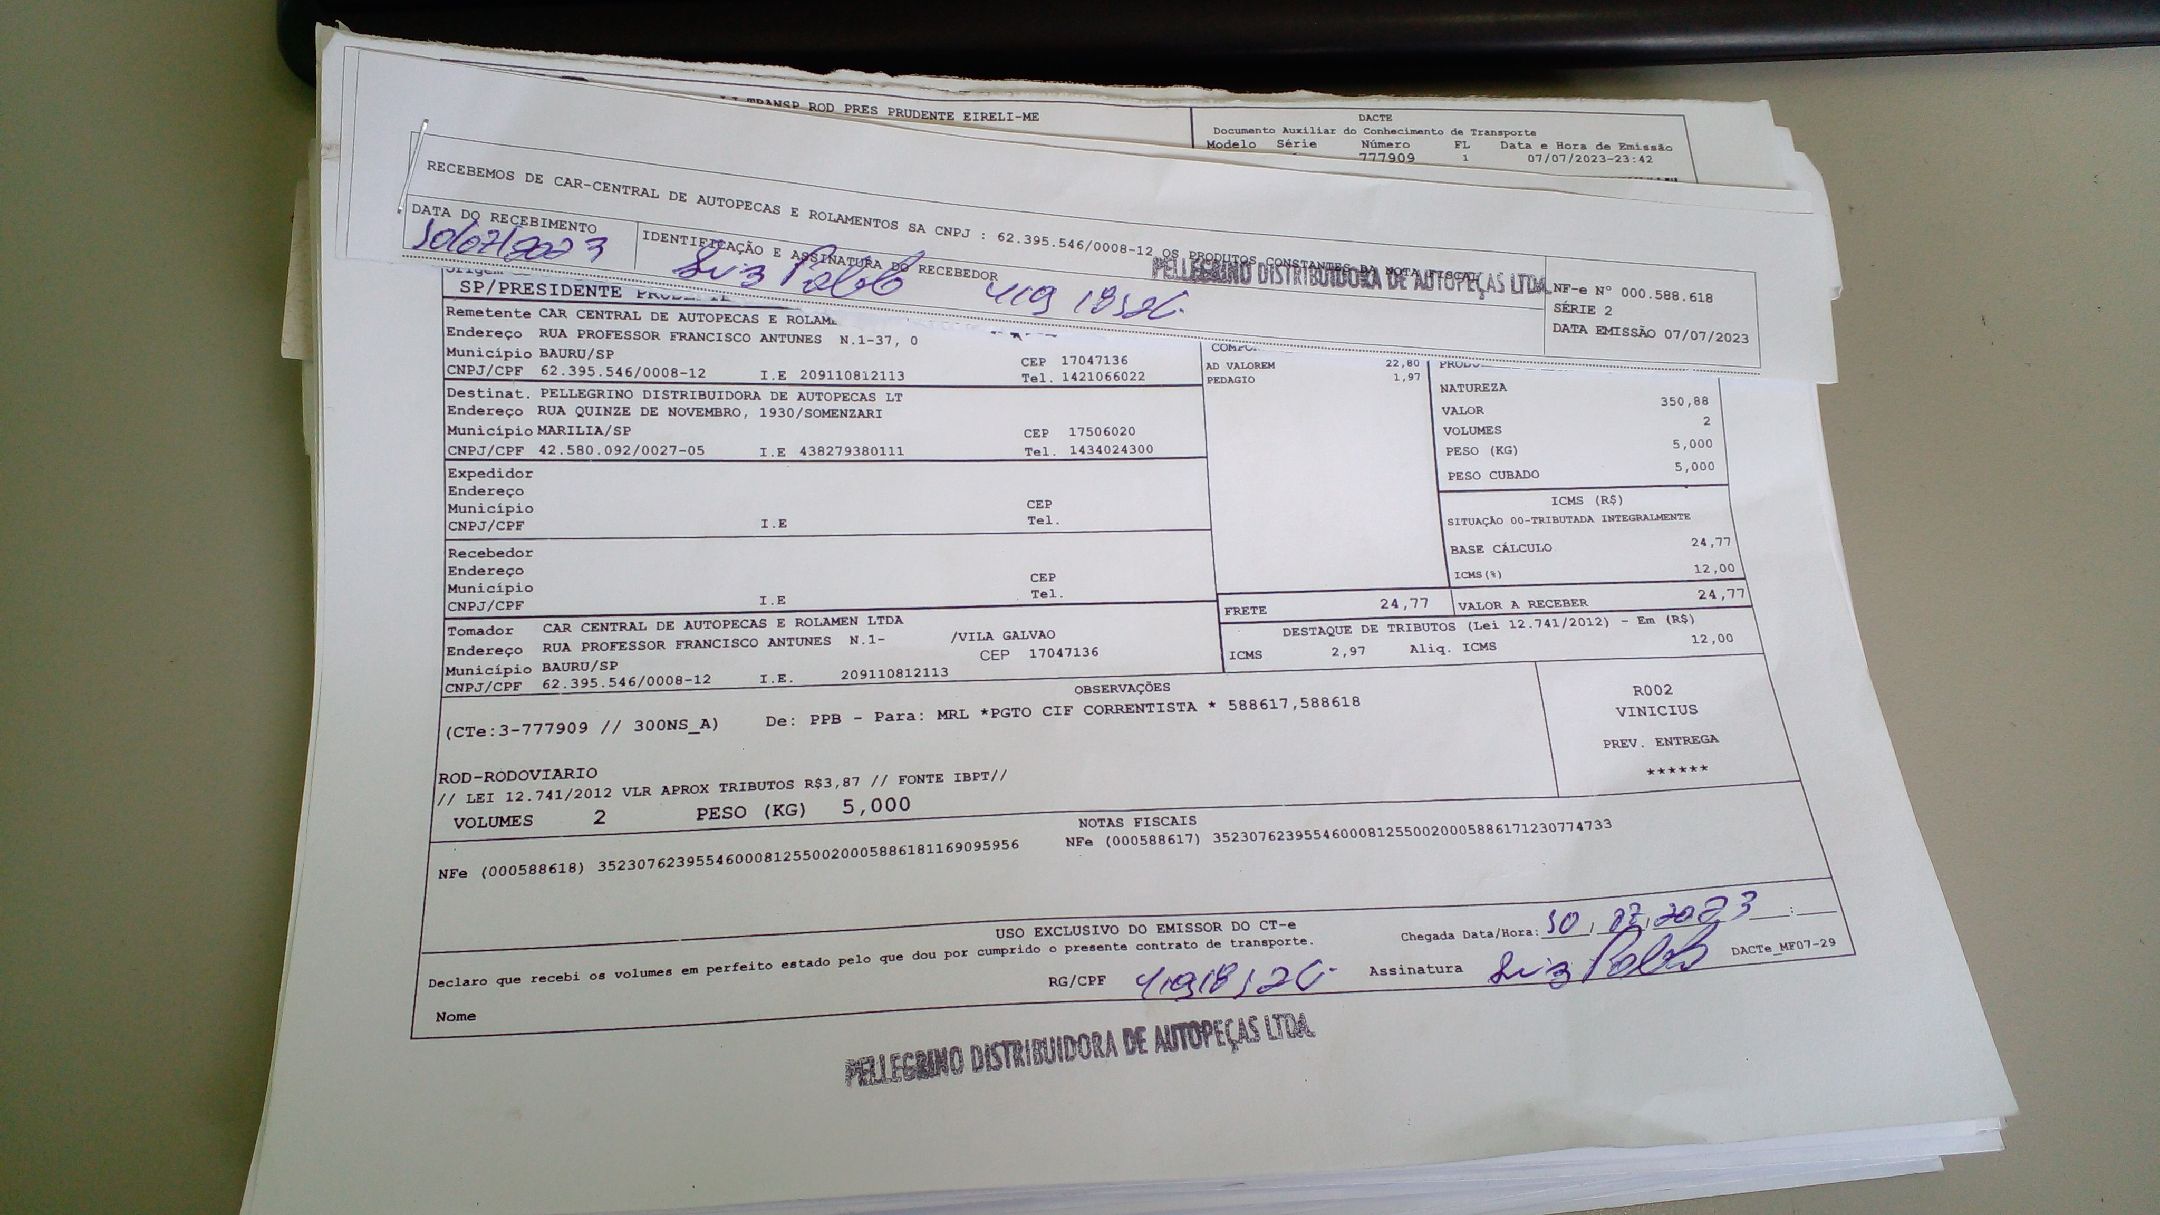 TRANSP ROD PRES PRUDENTE EIRELI-ME
DACTE
Documento Auxiliar do Conhecimento de Transporte
Modelo Série Número FL Data e Hora de Emissão
777909 1 07/07/2023-23:42
RECEBEMOS DE CAR-CENTRAL DE AUTOPECAS E ROLAMENTOS SA CNPJ : 62.395.546/0008-12 OS PRODUTOS CONSTANTES DA NOTA FISCAL
DATA DO RECEBIMENTO
10/07/2023
IDENTIFICAÇÃO E ASSINATURA DO RECEBEDOR
Luiz Pablo
PELLEGRINO DISTRIBUIDORA DE AUTOPEÇAS LTDA.
NF-e Nº 000.588.618
SÉRIE 2
DATA EMISSÃO 07/07/2023
SP/PRESIDENTE
Remetente CAR CENTRAL DE AUTOPECAS E ROLAM
Endereço RUA PROFESSOR FRANCISCO ANTUNES N.1-37, 0
Município BAURU/SP CEP 17047136
CNPJ/CPF 62.395.546/0008-12 I.E 209110812113 Tel. 1421066022
Destinat. PELLEGRINO DISTRIBUIDORA DE AUTOPECAS LT
Endereço RUA QUINZE DE NOVEMBRO, 1930/SOMENZARI
Município MARILIA/SP CEP 17506020
CNPJ/CPF 42.580.092/0027-05 I.E 438279380111 Tel. 1434024300
Expedidor
Endereço
Município CEP
CNPJ/CPF I.E Tel.
Recebedor
Endereço
Município CEP
CNPJ/CPF I.E Tel.
Tomador CAR CENTRAL DE AUTOPECAS E ROLAMEN LTDA
Endereço RUA PROFESSOR FRANCISCO ANTUNES N.1- /VILA GALVAO
CEP 17047136
Município BAURU/SP
CNPJ/CPF 62.395.546/0008-12 I.E. 209110812113
AD VALOREM 22,80
PEDAGIO 1,97
NATUREZA
VALOR 350,88
VOLUMES 2
PESO (KG) 5,000
PESO CUBADO 5,000
ICMS (R$)
SITUAÇÃO 00-TRIBUTADA INTEGRALMENTE
BASE CÁLCULO 24,77
ICMS(%) 12,00
FRETE 24,77 VALOR A RECEBER 24,77
DESTAQUE DE TRIBUTOS (Lei 12.741/2012) - Em (R$)
ICMS 2,97 Aliq. ICMS 12,00
OBSERVAÇÕES
(CTe:3-777909 // 300NS_A) De: PPB - Para: MRL *PGTO CIF CORRENTISTA * 588617,588618
ROD-RODOVIARIO
// LEI 12.741/2012 VLR APROX TRIBUTOS R$3,87 // FONTE IBPT//
VOLUMES 2 PESO (KG) 5,000
R002
VINICIUS
PREV. ENTREGA
******
NOTAS FISCAIS
NFe (000588618) 35230762395546000812550020005886181169095956 NFe (000588617) 35230762395546000812550020005886171230774733
USO EXCLUSIVO DO EMISSOR DO CT-e
Declaro que recebi os volumes em perfeito estado pelo que dou por cumprido o presente contrato de transporte.
Chegada Data/Hora: 10, 07, 2023
Nome RG/CPF Assinatura Luiz Pablo DACTe_MF07-29
PELLEGRINO DISTRIBUIDORA DE AUTOPEÇAS LTDA.